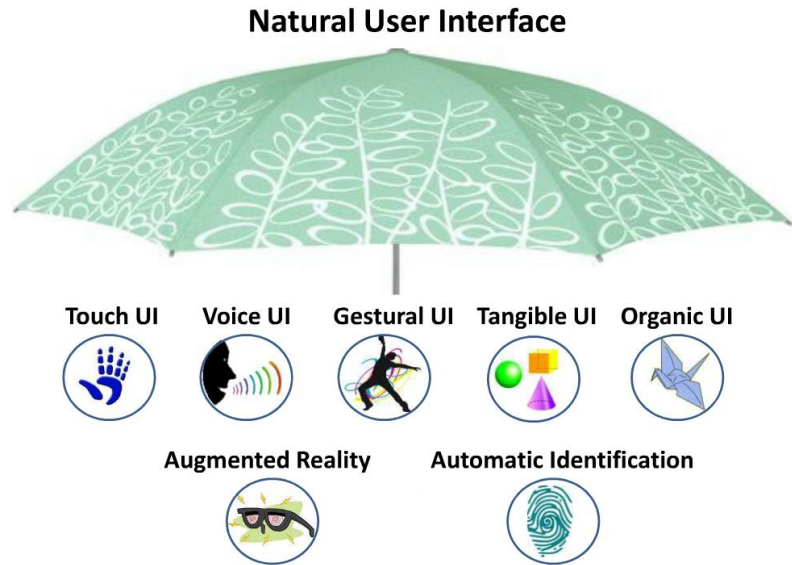 Natural User Interface
Touch UI
Voice UI
Gestural UI
Tangible UI
Organic UI
Augmented Reality
Automatic Identification